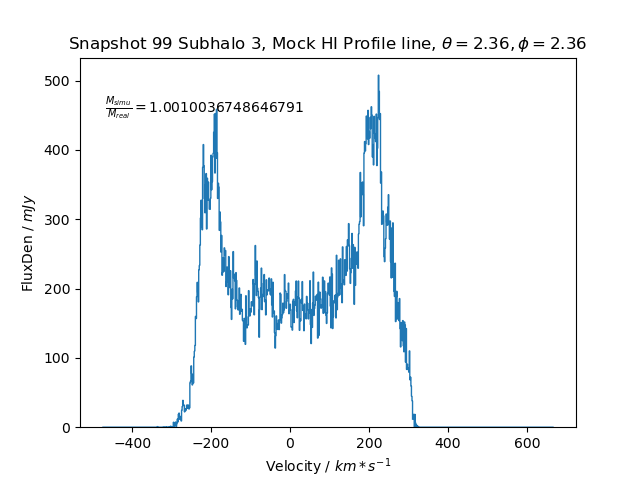 Snapshot 99 Subhalo 3, Mock HI Profile line, θ = 2.36, ϕ = 2.36
M_simu/M_real = 1.0010036748646791
FluxDen / mJy
500
400
300
200
100
0
−400 −200 0 200 400 600
Velocity / km * s⁻¹